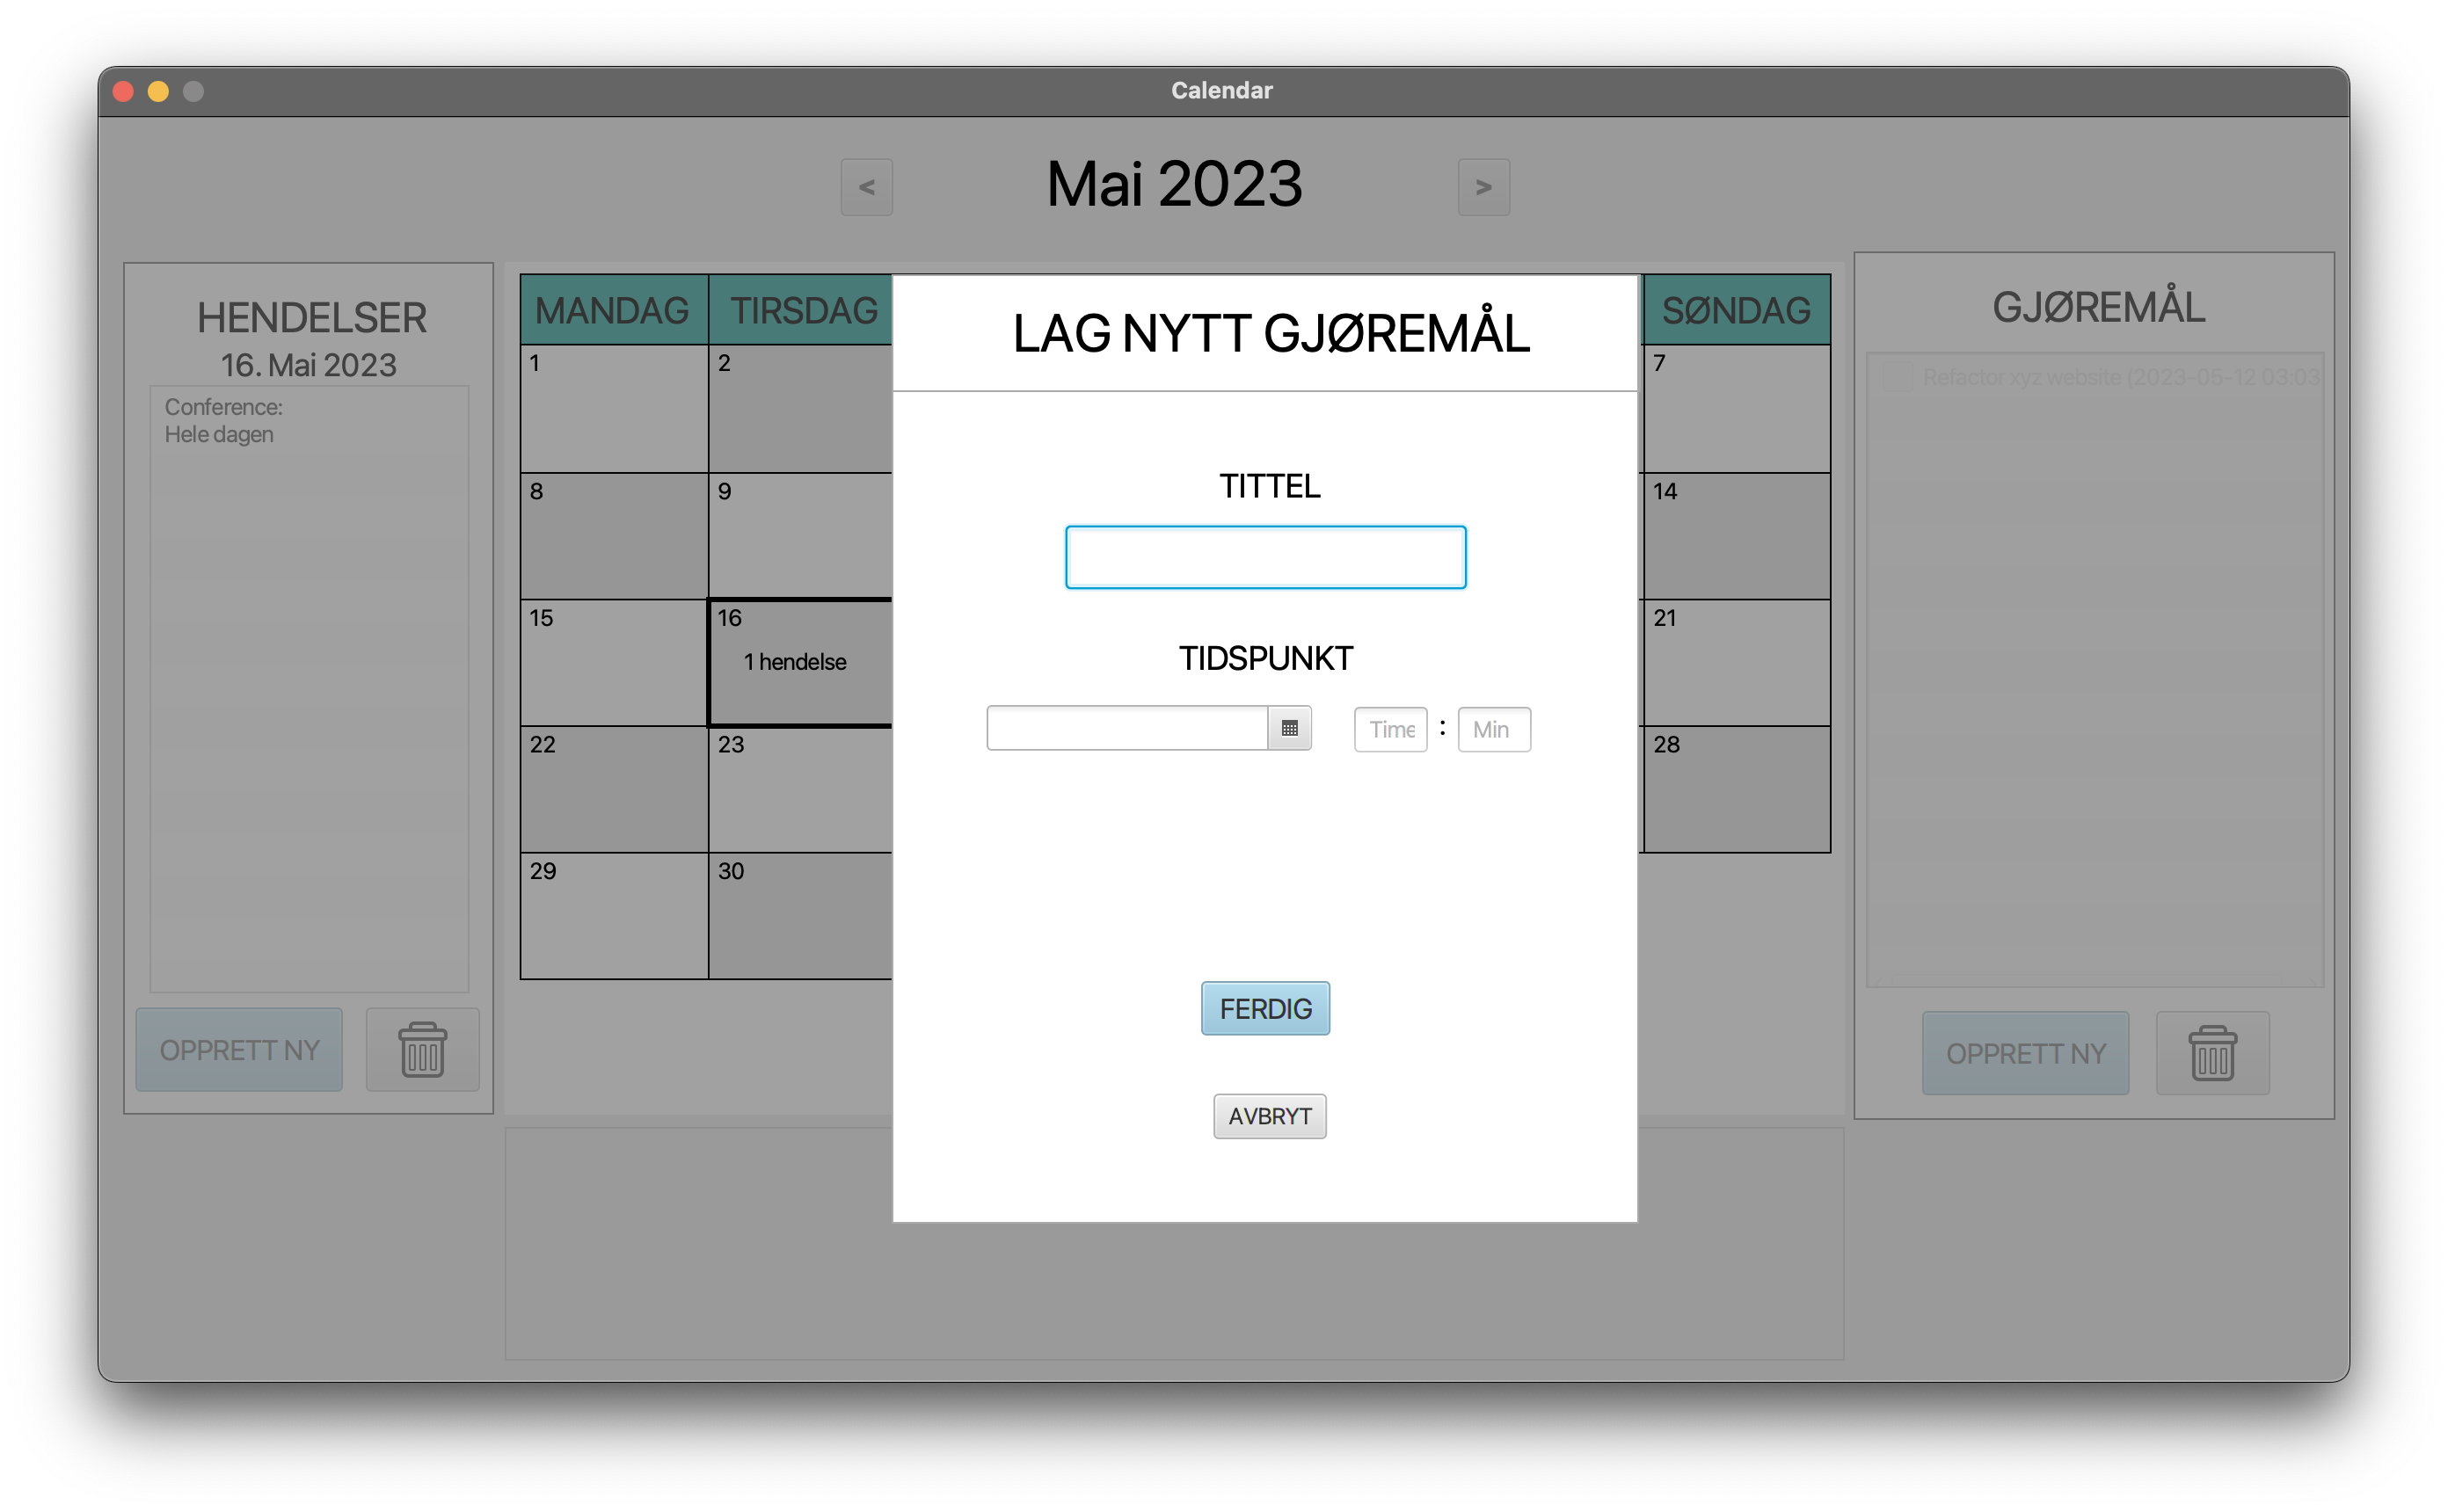 Calendar
< Mai 2023 >
HENDELSER
16. Mai 2023
Conference:
Hele dagen
OPPRETT NY
MANDAG TIRSDAG SØNDAG
1 2 7
8 9 14
15 16 21
1 hendelse
22 23 28
29 30
LAG NYTT GJØREMÅL
TITTEL
TIDSPUNKT
Time : Min
FERDIG
AVBRYT
GJØREMÅL
Refactor xyz website (2023-05-12 03:03
OPPRETT NY